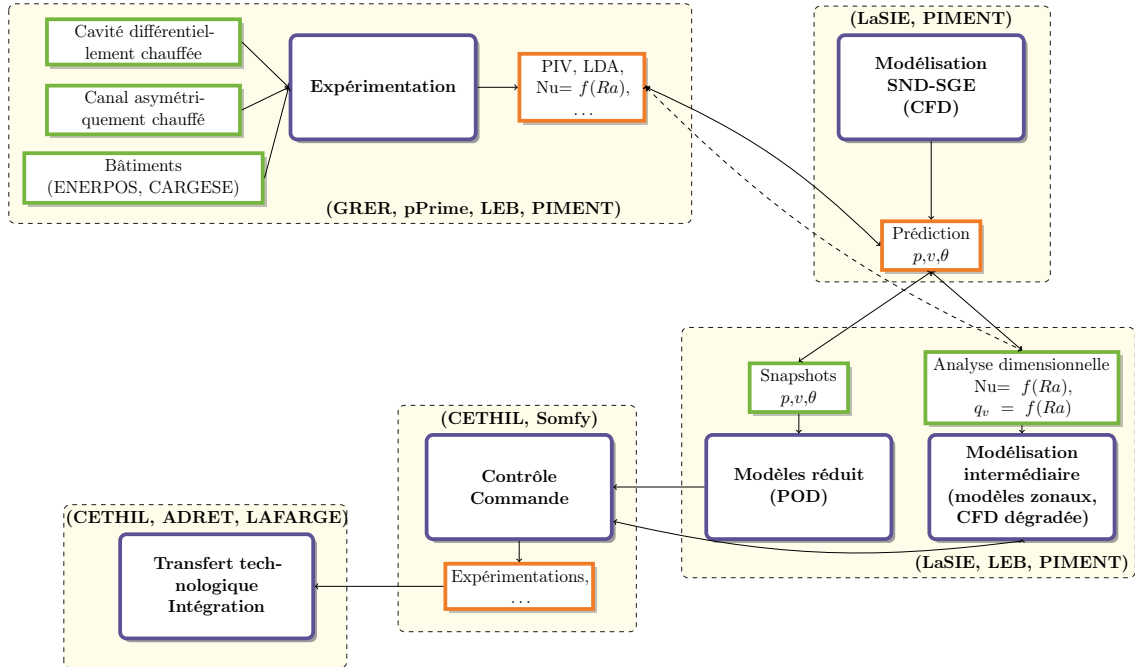 Cavité différentiel-
lement chauffée
Canal asymétri-
quement chauffé
Bâtiments
(ENERPOS, CARGESE)
Expérimentation
PIV, LDA,
Nu= f(Ra),
. . .
(GRER, pPrime, LEB, PIMENT)
(LaSIE, PIMENT)
Modélisation
SND-SGE
(CFD)
Prédiction
p,v,θ
Snapshots
p,v,θ
Analyse dimensionnelle
Nu= f(Ra),
q_v = f(Ra)
Modèles réduit
(POD)
Modélisation
intermédiaire
(modèles zonaux,
CFD dégradée)
(LaSIE, LEB, PIMENT)
(CETHIL, Somfy)
Contrôle
Commande
Expérimentations,
. . .
(CETHIL, ADRET, LAFARGE)
Transfert tech-
nologique
Intégration